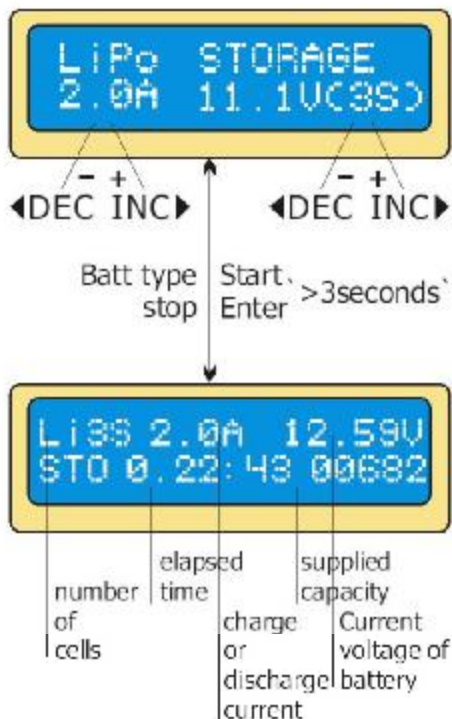 LiPo STORAGE
2.0A 11.1V(3S)
- +
- +
◀DEC INC▶
◀DEC INC▶
Batt type
stop
Start
Enter
>3seconds
Li3S 2.0A 12.59V
STO 0.22:43 00682
elapsed
time
supplied
capacity
number
of
cells
charge
or
discharge
current
Current
voltage of
battery